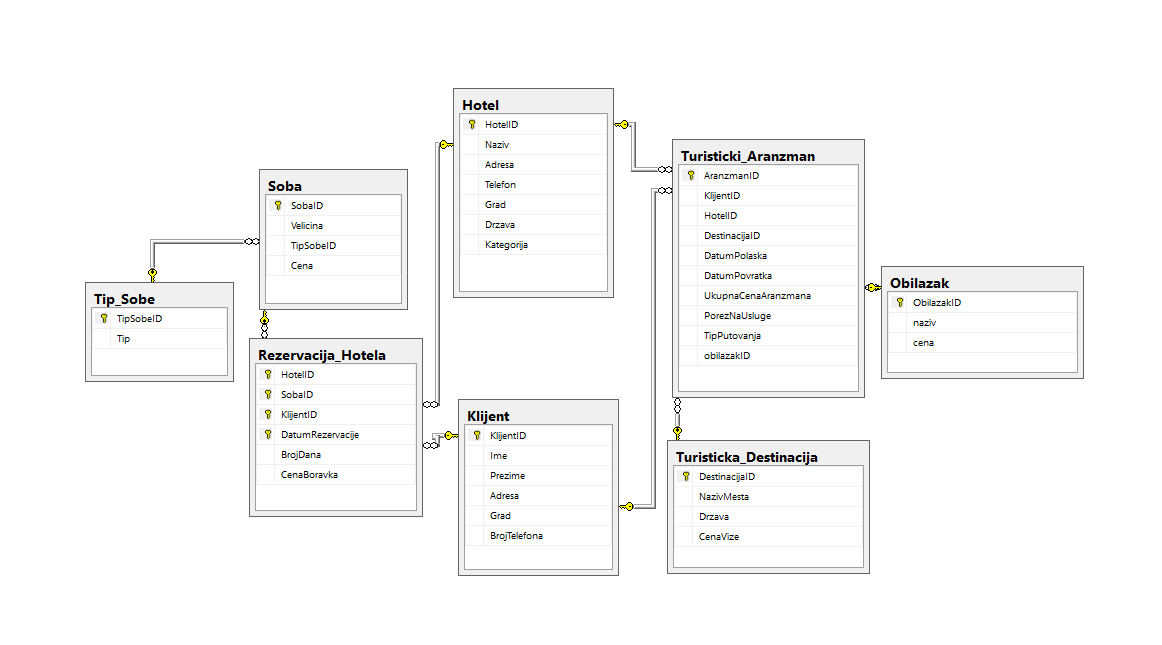 Hotel
HotelID
Naziv
Adresa
Telefon
Grad
Drzava
Kategorija
Turisticki_Aranzman
AranzmanID
KlijentID
HotelID
DestinacijaID
DatumPolaska
DatumPovratka
UkupnaCenaAranzmana
PorezNaUsluge
TipPutovanja
obilazakID
Soba
SobaID
Velicina
TipSobeID
Cena
Obilazak
ObilazakID
naziv
cena
Tip_Sobe
TipSobeID
Tip
Rezervacija_Hotela
HotelID
SobaID
KlijentID
DatumRezervacije
BrojDana
CenaBoravka
Klijent
KlijentID
Ime
Prezime
Adresa
Grad
BrojTelefona
Turisticka_Destinacija
DestinacijaID
NazivMesta
Drzava
CenaVize